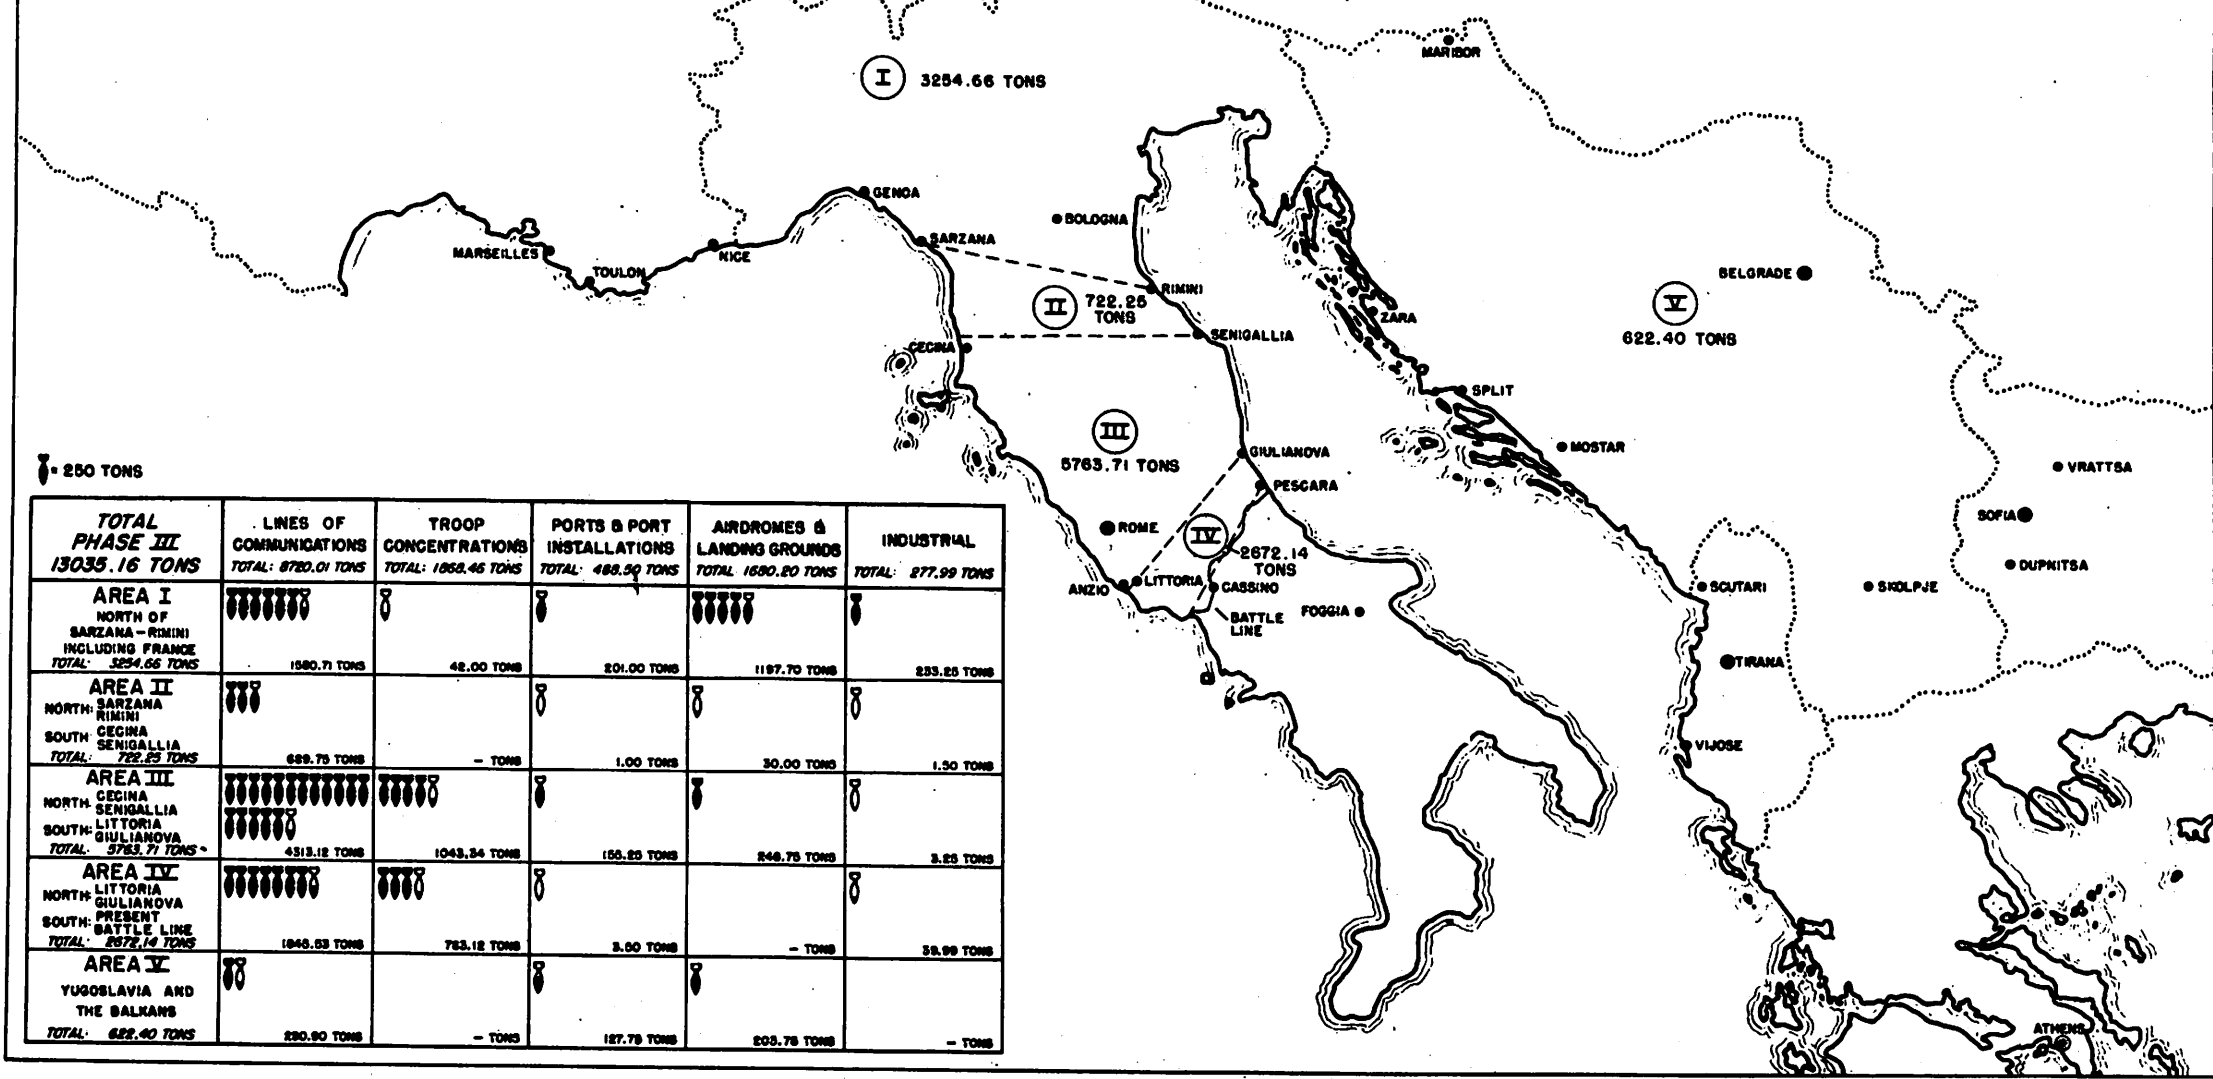 MARIBOR
I 3254.66 TONS
GENOA
BOLOGNA
SARZANA
MARSEILLES
NICE
TOULON
RIMINI
BELGRADE
II 722.25
TONS
V
622.40 TONS
ZARA
SENIGALLIA
CECINA
SPLIT
III
5763.71 TONS
GIULIANOVA
MOSTAR
VRATTSA
PESCARA
SOFIA
ROME
IV
2672.14
TONS
DUPNITSA
LITTORIA
ANZIO
CASSINO
SCUTARI
SKOLPJE
FOGGIA
BATTLE
LINE
TIRANA
VIJOSE
ATHENS
= 250 TONS
TOTAL
PHASE III
13035.16 TONS
LINES OF
COMMUNICATIONS
TOTAL: 8720.01 TONS
TROOP
CONCENTRATIONS
TOTAL: 1868.46 TONS
PORTS & PORT
INSTALLATIONS
TOTAL: 488.50 TONS
AIRDROMES &
LANDING GROUNDS
TOTAL 1680.20 TONS
INDUSTRIAL
TOTAL: 277.99 TONS
AREA I
NORTH OF
SARZANA-RIMINI
INCLUDING FRANCE
TOTAL: 3254.66 TONS
1580.71 TONS
42.00 TONS
201.00 TONS
1197.70 TONS
233.25 TONS
AREA II
NORTH: SARZANA
RIMINI
SOUTH CECINA
SENIGALLIA
TOTAL: 722.25 TONS
689.75 TONS
- TONS
1.00 TONS
30.00 TONS
1.50 TONS
AREA III
NORTH: CECINA
SENIGALLIA
SOUTH: LITTORIA
GIULIANOVA
TOTAL: 5763.71 TONS
4313.12 TONS
1043.34 TONS
155.25 TONS
248.75 TONS
3.25 TONS
AREA IV
NORTH: LITTORIA
GIULIANOVA
SOUTH: PRESENT
BATTLE LINE
TOTAL: 2672.14 TONS
1845.53 TONS
783.12 TONS
3.50 TONS
- TONS
39.99 TONS
AREA V
YUGOSLAVIA AND
THE BALKANS
TOTAL: 622.40 TONS
290.90 TONS
- TONS
127.75 TONS
203.75 TONS
- TONS